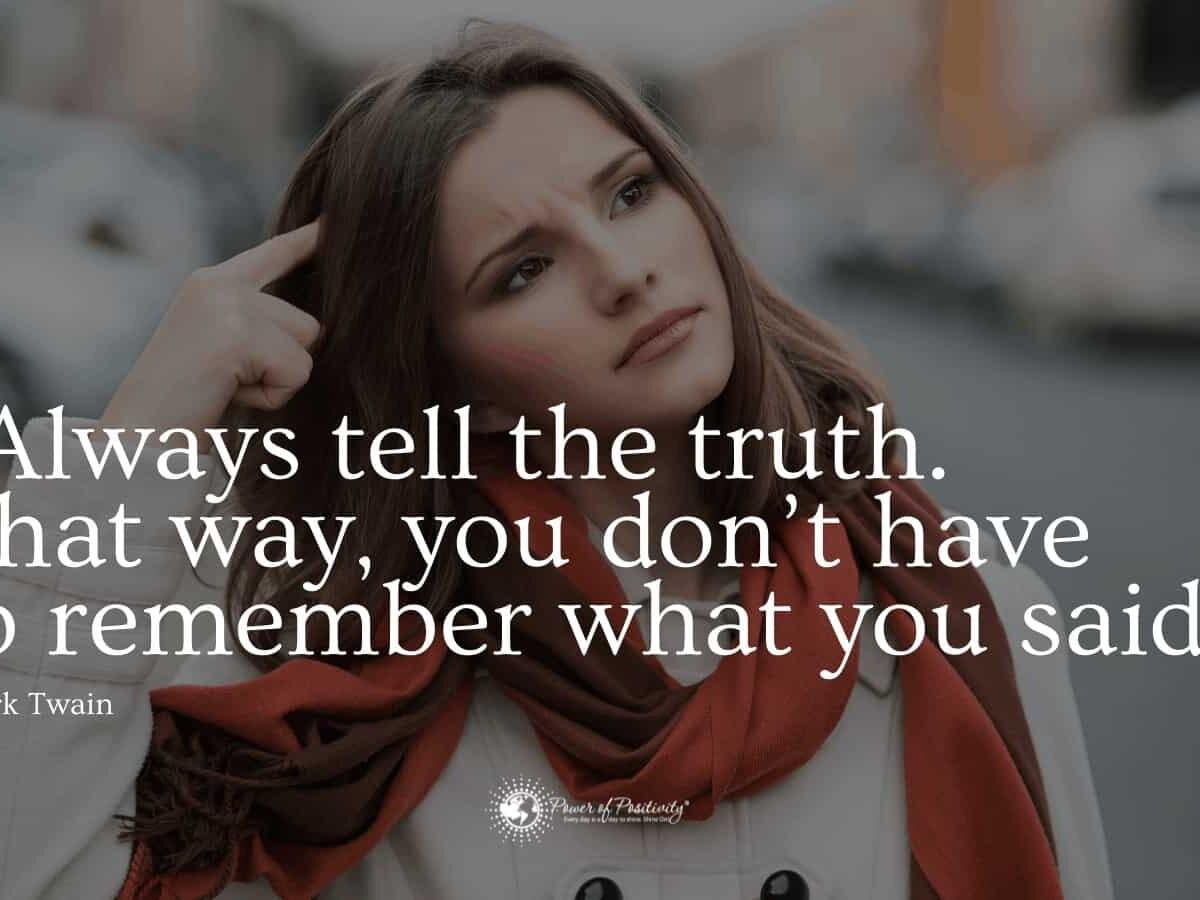 Always tell the truth.
hat way, you don’t have
o remember what you said
rk Twain
Power of Positivity®
Every day is a day to shine. Shine On!